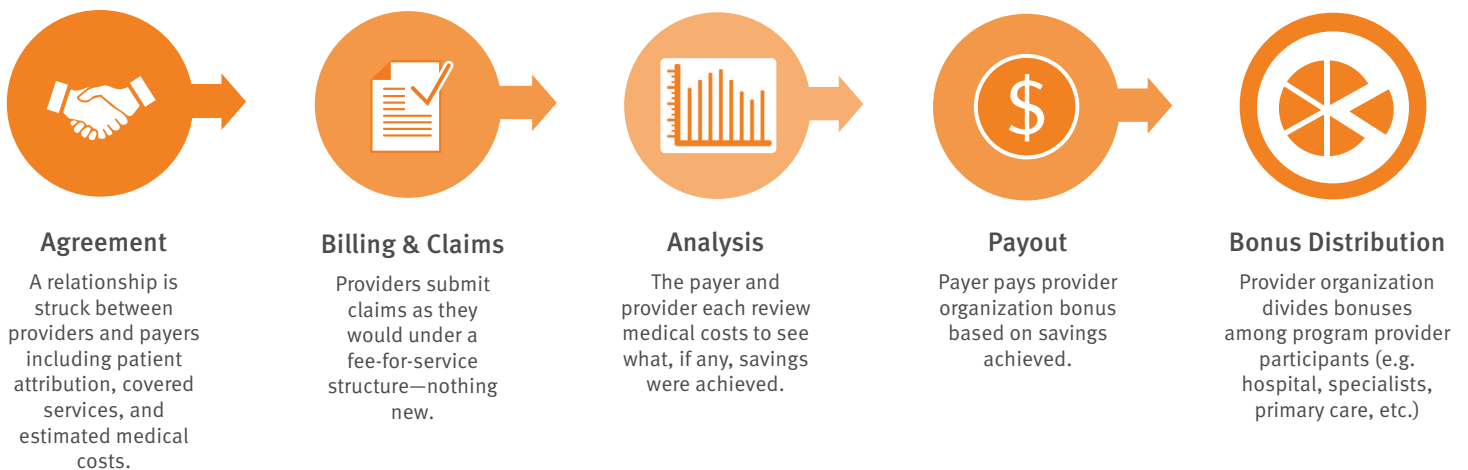 $
Agreement
A relationship is
struck between
providers and payers
including patient
attribution, covered
services, and
estimated medical
costs.
Billing & Claims
Providers submit
claims as they
would under a
fee-for-service
structure—nothing
new.
Analysis
The payer and
provider each review
medical costs to see
what, if any, savings
were achieved.
Payout
Payer pays provider
organization bonus
based on savings
achieved.
Bonus Distribution
Provider organization
divides bonuses
among program provider
participants (e.g.
hospital, specialists,
primary care, etc.)